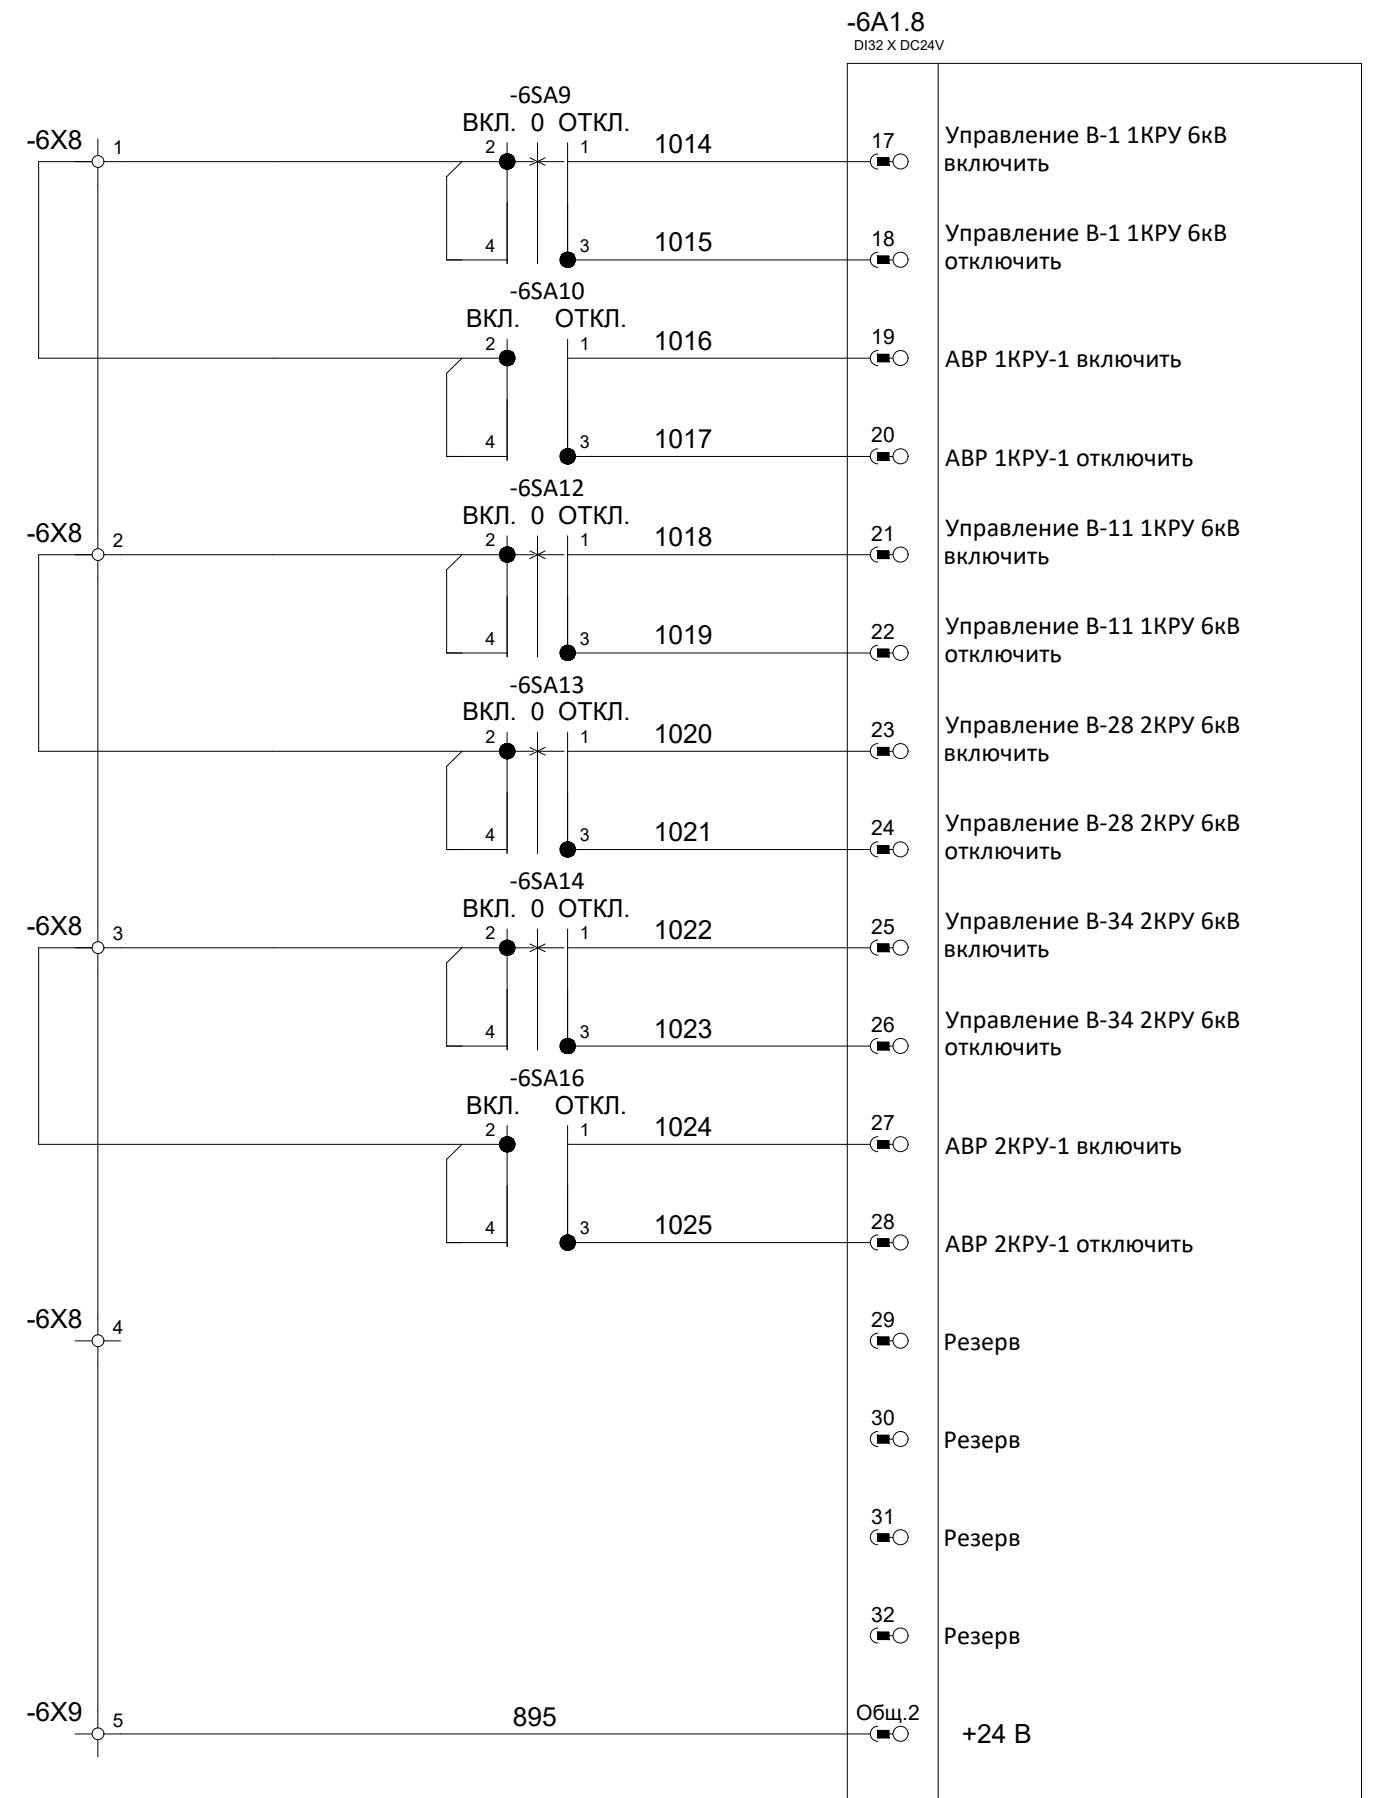 -6A1.8
DI32 X DC24V
-6SA9
ВКЛ. 0 ОТКЛ.
-6X8 1
2 1 1014 17 Управление В-1 1КРУ 6кВ
включить
4 3 1015 18 Управление В-1 1КРУ 6кВ
отключить
-6SA10
ВКЛ. ОТКЛ.
2 1 1016 19 АВР 1КРУ-1 включить
4 3 1017 20 АВР 1КРУ-1 отключить
-6SA12
ВКЛ. 0 ОТКЛ.
-6X8 2
2 1 1018 21 Управление В-11 1КРУ 6кВ
включить
4 3 1019 22 Управление В-11 1КРУ 6кВ
отключить
-6SA13
ВКЛ. 0 ОТКЛ.
2 1 1020 23 Управление В-28 2КРУ 6кВ
включить
4 3 1021 24 Управление В-28 2КРУ 6кВ
отключить
-6SA14
ВКЛ. 0 ОТКЛ.
-6X8 3
2 1 1022 25 Управление В-34 2КРУ 6кВ
включить
4 3 1023 26 Управление В-34 2КРУ 6кВ
отключить
-6SA16
ВКЛ. ОТКЛ.
2 1 1024 27 АВР 2КРУ-1 включить
4 3 1025 28 АВР 2КРУ-1 отключить
-6X8 4 29 Резерв
30 Резерв
31 Резерв
32 Резерв
-6X9 5 895 Общ.2 +24 В